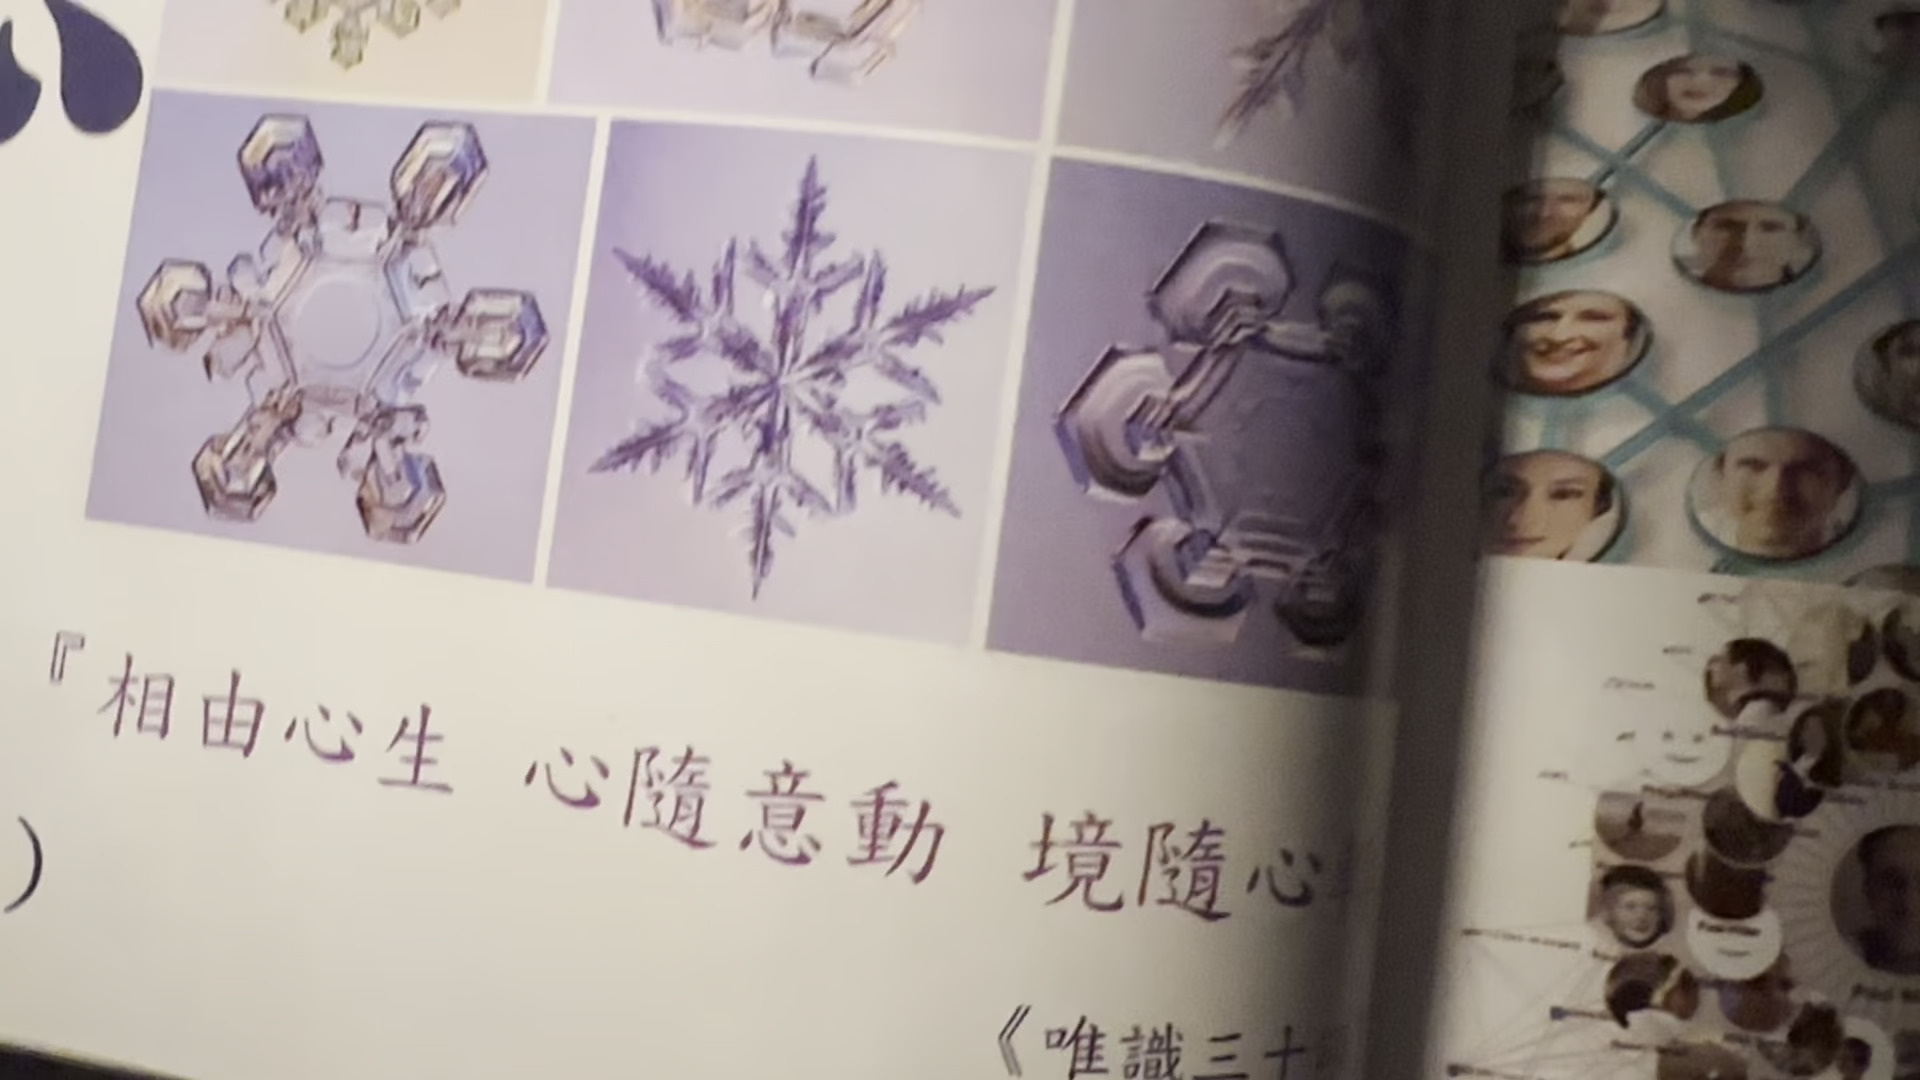 『相由心生 心隨意動 境隨心
)
《唯識三十